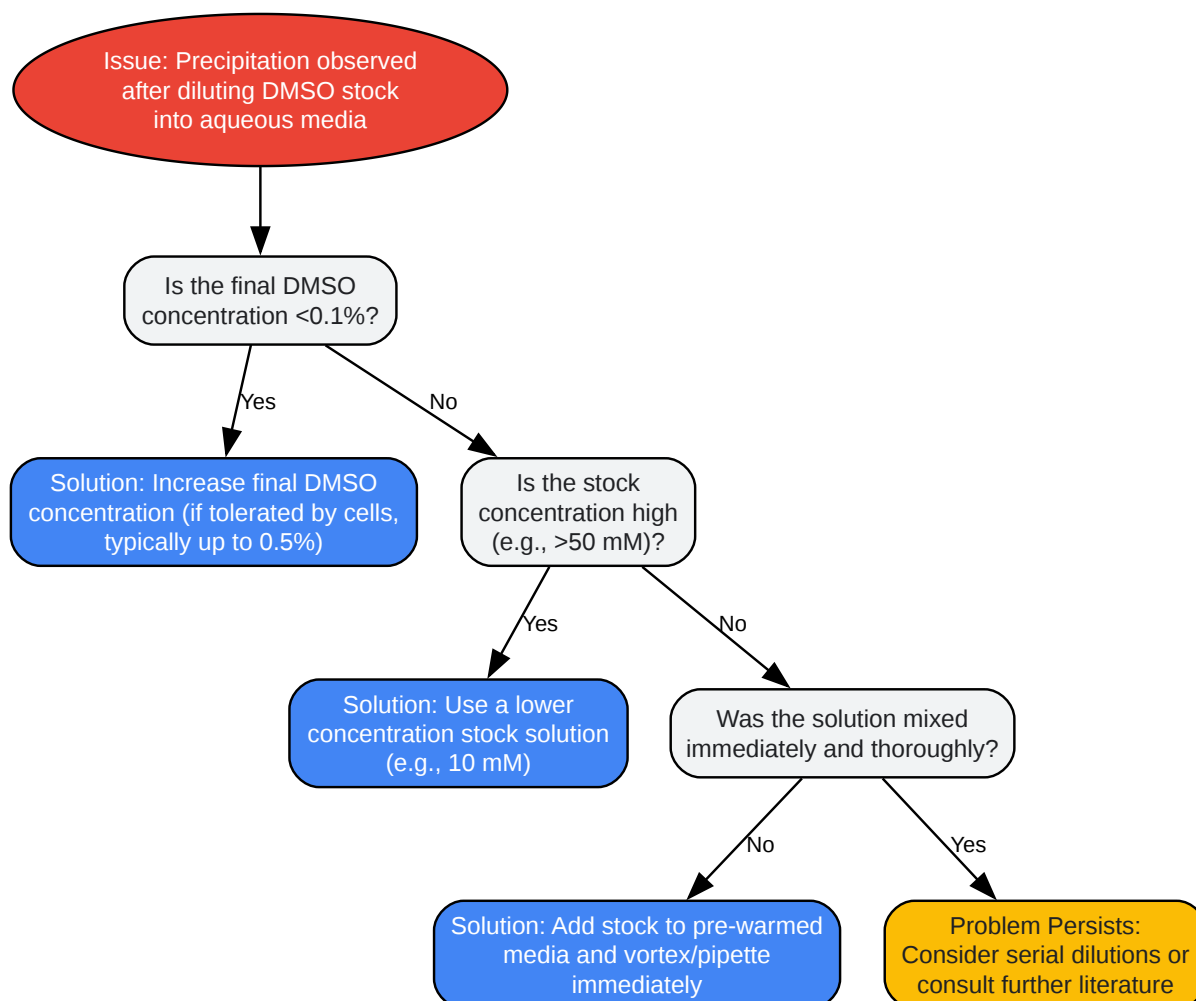 Issue: Precipitation observed
after diluting DMSO stock
into aqueous media
Is the final DMSO
concentration <0.1%?
Yes
No
Solution: Increase final DMSO
concentration (if tolerated by cells,
typically up to 0.5%)
Is the stock
concentration high
(e.g., >50 mM)?
Yes
No
Solution: Use a lower
concentration stock solution
(e.g., 10 mM)
Was the solution mixed
immediately and thoroughly?
No
Yes
Solution: Add stock to pre-warmed
media and vortex/pipette
immediately
Problem Persists:
Consider serial dilutions or
consult further literature